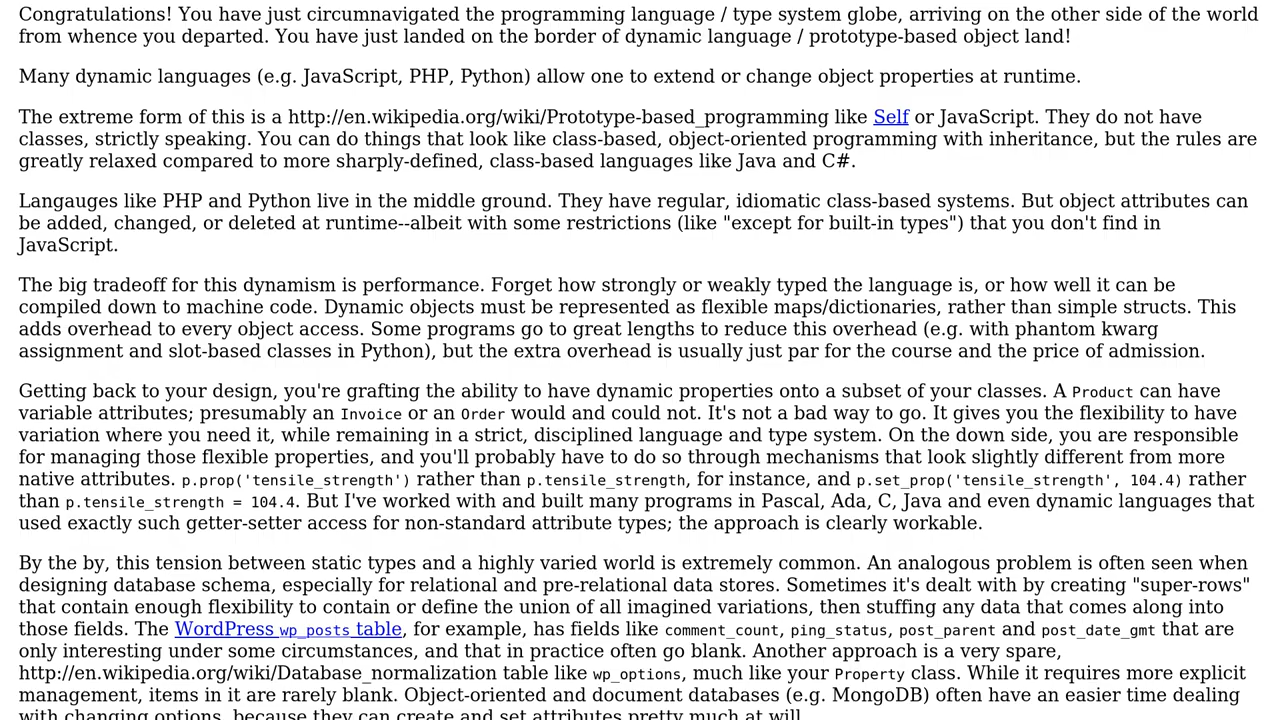 Congratulations! You have just circumnavigated the programming language / type system globe, arriving on the other side of the world
from whence you departed. You have just landed on the border of dynamic language / prototype-based object land!
Many dynamic languages (e.g. JavaScript, PHP, Python) allow one to extend or change object properties at runtime.
The extreme form of this is a http://en.wikipedia.org/wiki/Prototype-based_programming like Self or JavaScript. They do not have
classes, strictly speaking. You can do things that look like class-based, object-oriented programming with inheritance, but the rules are
greatly relaxed compared to more sharply-defined, class-based languages like Java and C#.
Langauges like PHP and Python live in the middle ground. They have regular, idiomatic class-based systems. But object attributes can
be added, changed, or deleted at runtime--albeit with some restrictions (like "except for built-in types") that you don't find in
JavaScript.
The big tradeoff for this dynamism is performance. Forget how strongly or weakly typed the language is, or how well it can be
compiled down to machine code. Dynamic objects must be represented as flexible maps/dictionaries, rather than simple structs. This
adds overhead to every object access. Some programs go to great lengths to reduce this overhead (e.g. with phantom kwarg
assignment and slot-based classes in Python), but the extra overhead is usually just par for the course and the price of admission.
Getting back to your design, you're grafting the ability to have dynamic properties onto a subset of your classes. A Product can have
variable attributes; presumably an Invoice or an Order would and could not. It's not a bad way to go. It gives you the flexibility to have
variation where you need it, while remaining in a strict, disciplined language and type system. On the down side, you are responsible
for managing those flexible properties, and you'll probably have to do so through mechanisms that look slightly different from more
native attributes. p.prop('tensile_strength') rather than p.tensile_strength, for instance, and p.set_prop('tensile_strength', 104.4) rather
than p.tensile_strength = 104.4. But I've worked with and built many programs in Pascal, Ada, C, Java and even dynamic languages that
used exactly such getter-setter access for non-standard attribute types; the approach is clearly workable.
By the by, this tension between static types and a highly varied world is extremely common. An analogous problem is often seen when
designing database schema, especially for relational and pre-relational data stores. Sometimes it's dealt with by creating "super-rows"
that contain enough flexibility to contain or define the union of all imagined variations, then stuffing any data that comes along into
those fields. The WordPress wp_posts table, for example, has fields like comment_count, ping_status, post_parent and post_date_gmt that are
only interesting under some circumstances, and that in practice often go blank. Another approach is a very spare,
http://en.wikipedia.org/wiki/Database_normalization table like wp_options, much like your Property class. While it requires more explicit
management, items in it are rarely blank. Object-oriented and document databases (e.g. MongoDB) often have an easier time dealing
with changing options, because they can create and set attributes pretty much at will.